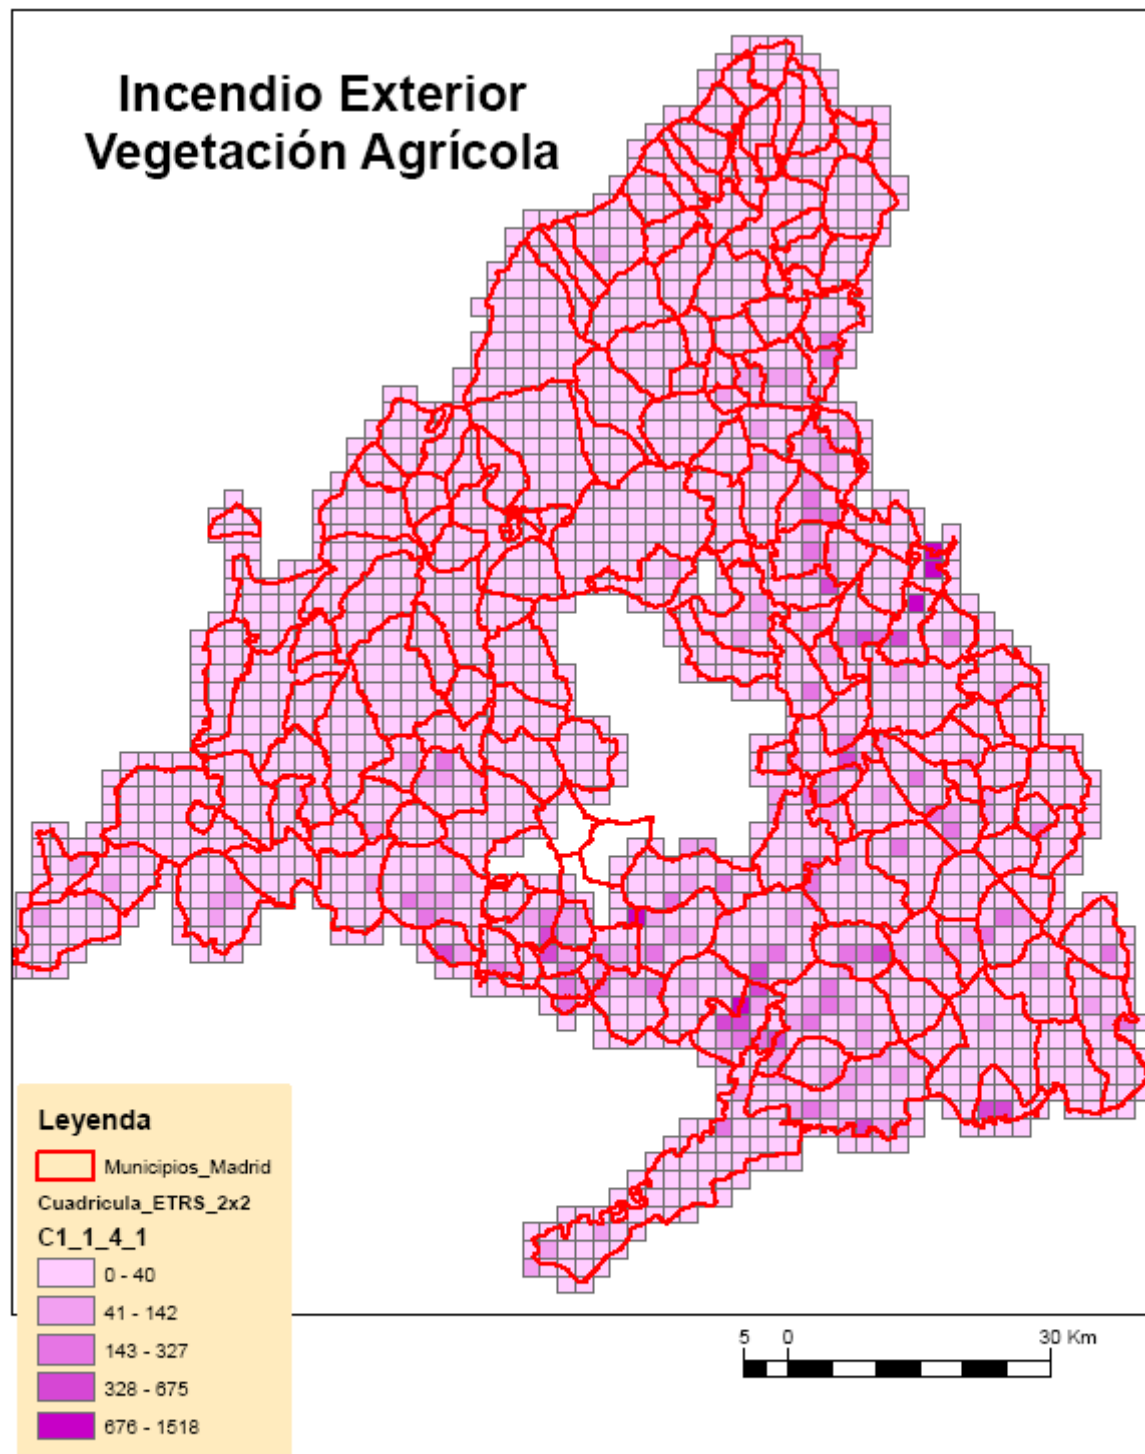 Incendio Exterior
Vegetación Agrícola
Leyenda
Municipios_Madrid
Cuadricula_ETRS_2x2
C1_1_4_1
0 - 40
41 - 142
143 - 327
328 - 675
676 - 1518
5 0 30 Km